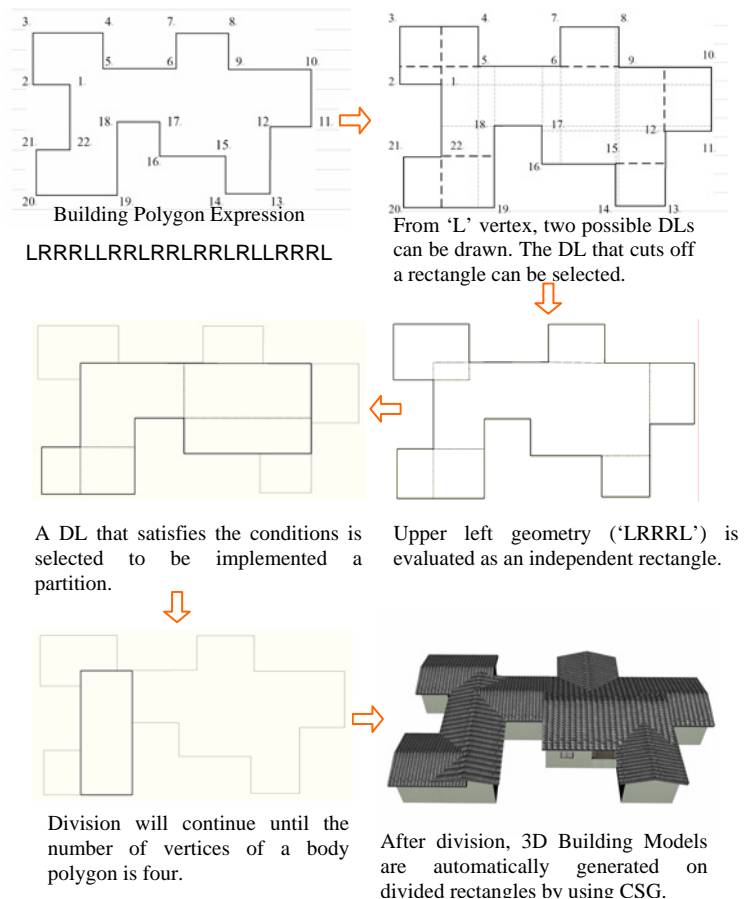 3. 4. 7. 8.
5. 6. 9. 10.
2. 1.
18. 17. 12. 11.
21. 22. 15.
16.
20. 19. 14. 13.
Building Polygon Expression
LRRRLLRRLRRLRRLRLLRRRL
3. 4. 7. 8.
5. 6. 9. 10.
2. 1.
18. 17. 12. 11.
21. 22. 15.
16.
20. 19. 14. 13.
From ‘L’ vertex, two possible DLs
can be drawn. The DL that cuts off
a rectangle can be selected.
A DL that satisfies the conditions is
selected to be implemented a
partition.
Upper left geometry (‘LRRRL’) is
evaluated as an independent rectangle.
Division will continue until the
number of vertices of a body
polygon is four.
After division, 3D Building Models
are automatically generated on
divided rectangles by using CSG.